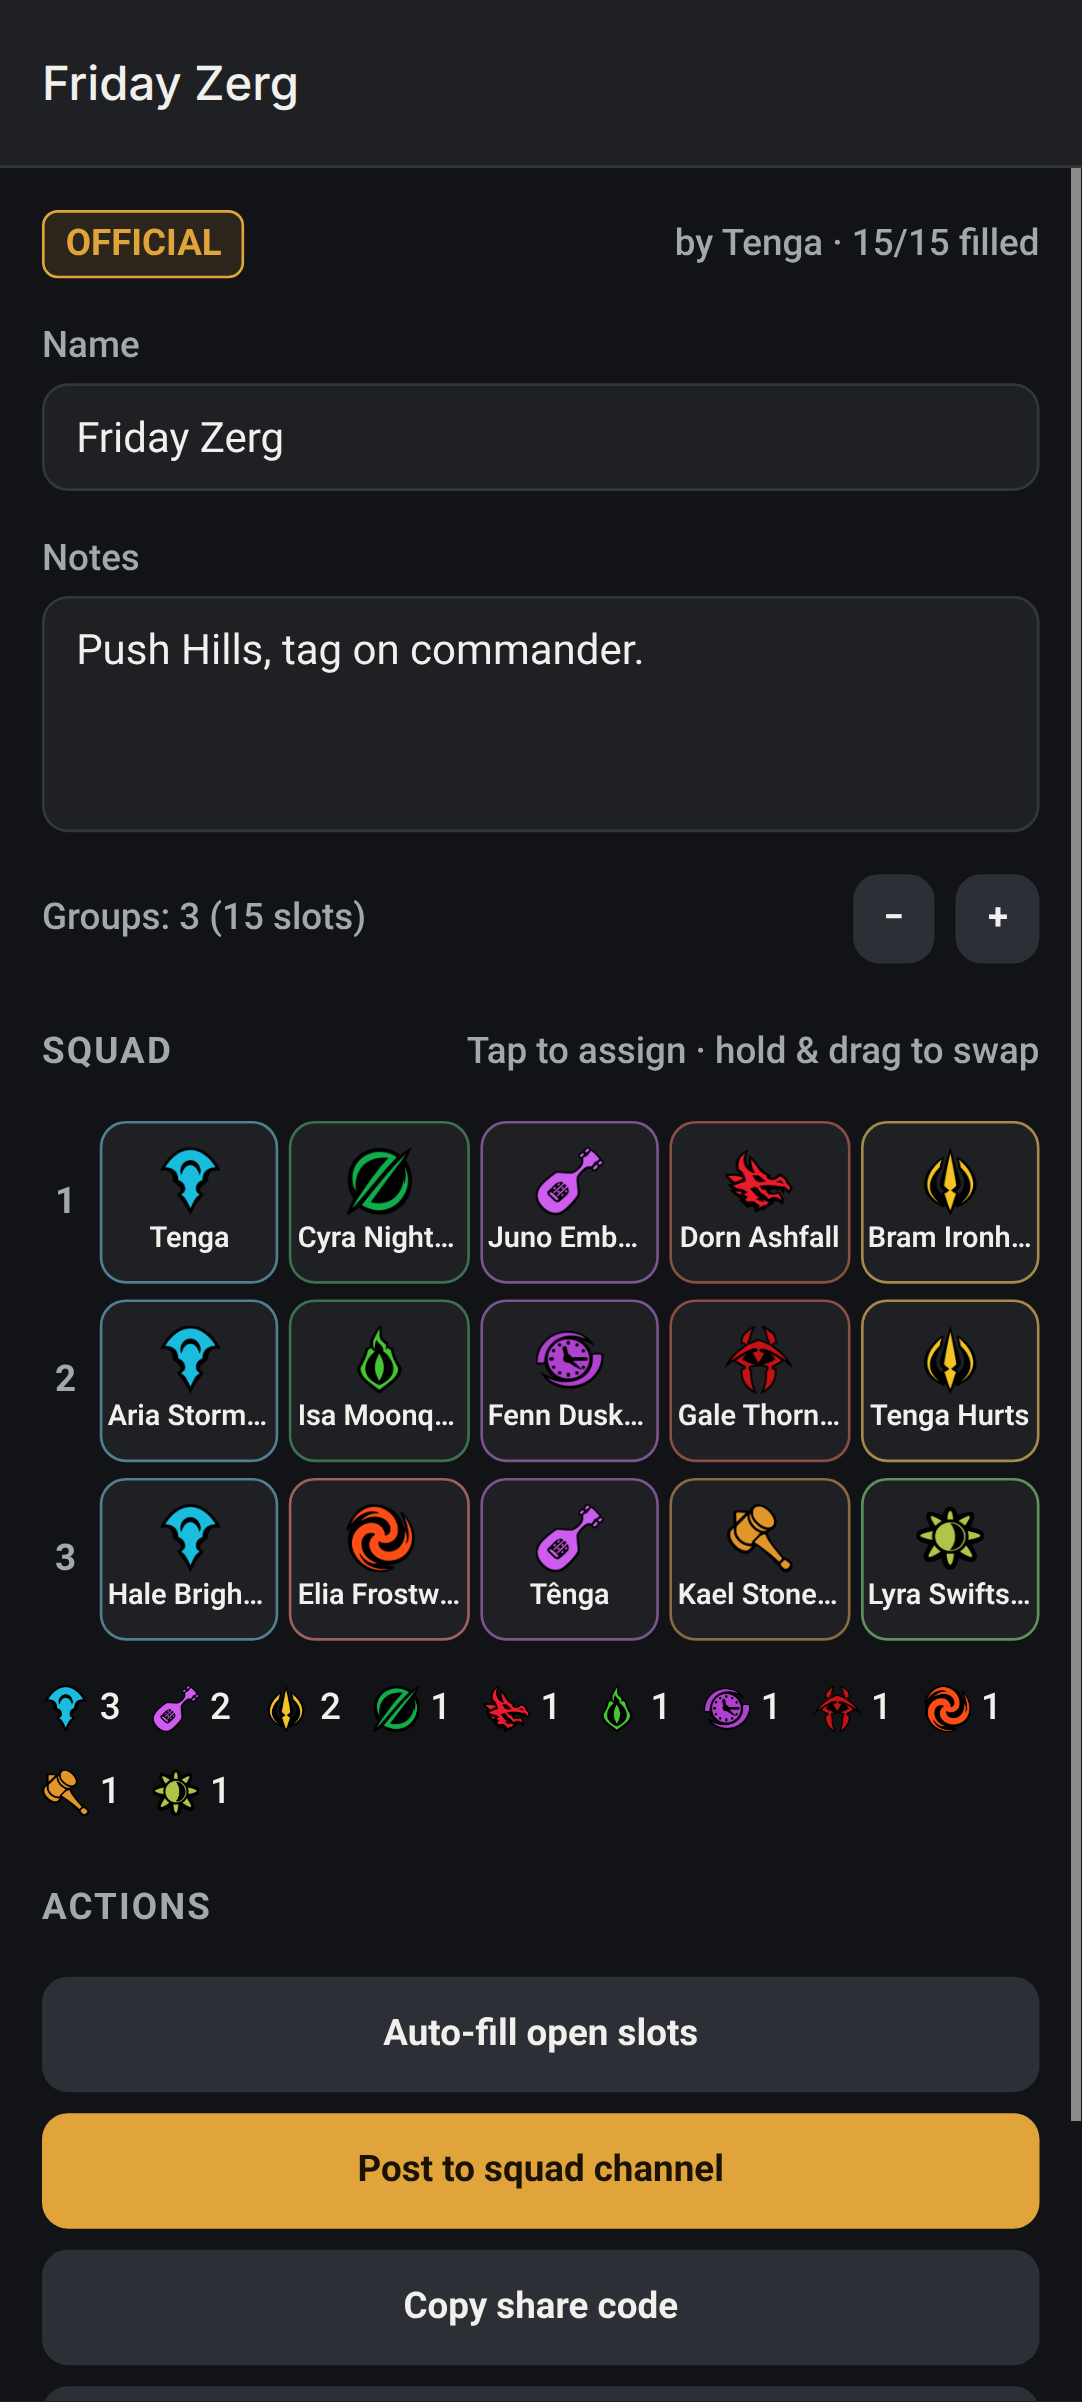 Friday Zerg
OFFICIAL
by Tenga · 15/15 filled
Name
Friday Zerg
Notes
Push Hills, tag on commander.
Groups: 3 (15 slots)
− +
SQUAD
Tap to assign · hold & drag to swap
1 Tenga Cyra Night... Juno Emb... Dorn Ashfall Bram Ironh...
2 Aria Storm... Isa Moonq... Fenn Dusk... Gale Thorn... Tenga Hurts
3 Hale Brigh... Elia Frostw... Tênga Kael Stone... Lyra Swifts...
3 2 2 1 1 1 1 1 1
1 1
ACTIONS
Auto-fill open slots
Post to squad channel
Copy share code